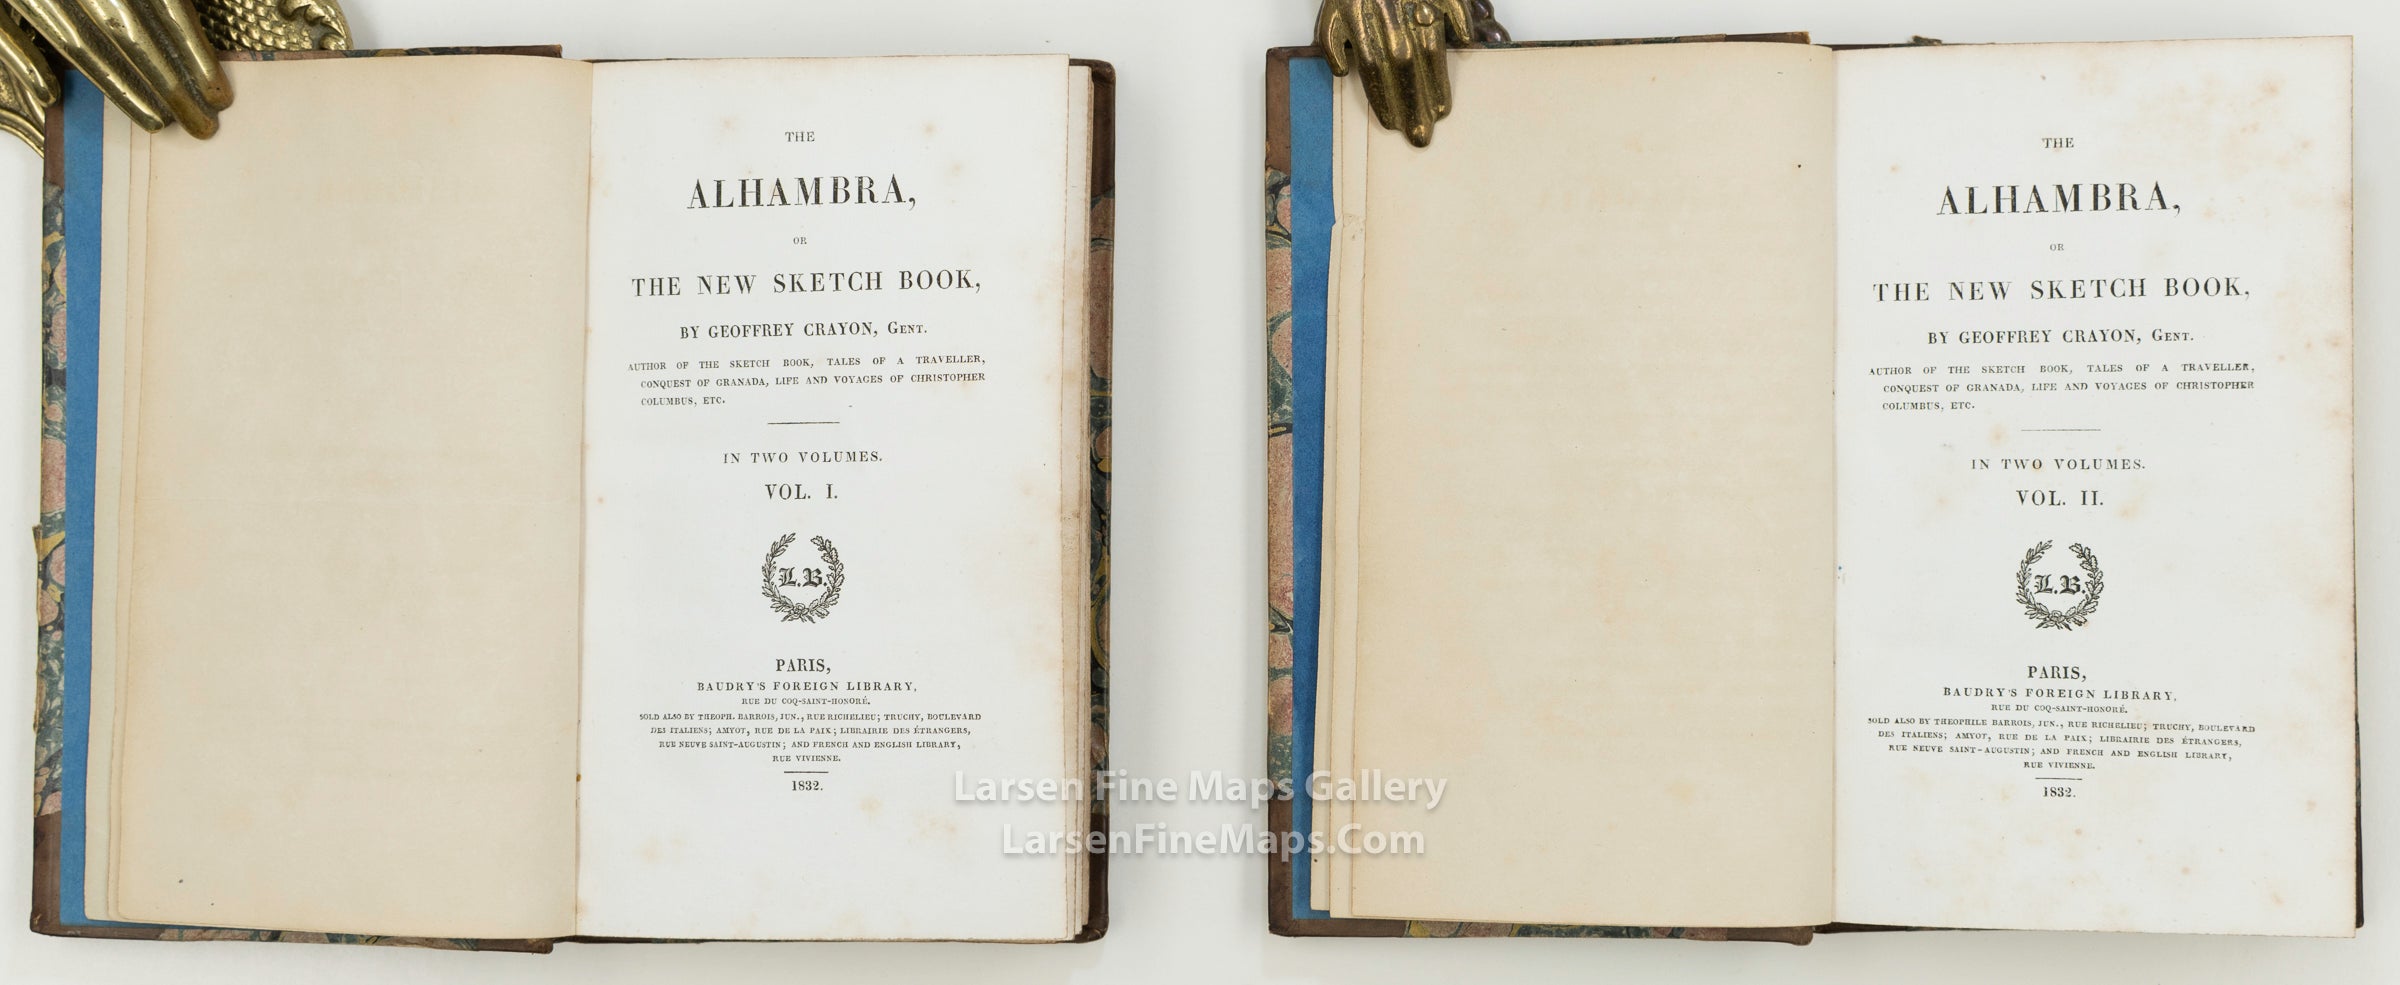 THE
ALHAMBRA,
OR
THE NEW SKETCH BOOK,
BY GEOFFREY CRAYON, GENT.
AUTHOR OF THE SKETCH BOOK, TALES OF A TRAVELLER,
CONQUEST OF GRANADA, LIFE AND VOYAGES OF CHRISTOPHER
COLUMBUS, ETC.
IN TWO VOLUMES.
VOL. I.
L.B.
PARIS,
BAUDRY'S FOREIGN LIBRARY,
RUE DU COQ-SAINT-HONORÉ.
SOLD ALSO BY THEOPH. BARROIS, JUN., RUE RICHELIEU; TRUCHY, BOULEVARD
DES ITALIENS; AMYOT, RUE DE LA PAIX; LIBRAIRIE DES ÉTRANGERS,
RUE NEUVE SAINT-AUGUSTIN; AND FRENCH AND ENGLISH LIBRARY,
RUE VIVIENNE.
1832.
THE
ALHAMBRA,
OR
THE NEW SKETCH BOOK,
BY GEOFFREY CRAYON, GENT.
AUTHOR OF THE SKETCH BOOK, TALES OF A TRAVELLER,
CONQUEST OF GRANADA, LIFE AND VOYAGES OF CHRISTOPHER
COLUMBUS, ETC.
IN TWO VOLUMES.
VOL. II.
L.B.
PARIS,
BAUDRY'S FOREIGN LIBRARY,
RUE DU COQ-SAINT-HONORÉ.
SOLD ALSO BY THEOPHILE BARROIS, JUN., RUE RICHELIEU; TRUCHY, BOULEVARD
DES ITALIENS; AMYOT, RUE DE LA PAIX; LIBRAIRIE DES ÉTRANGERS,
RUE NEUVE SAINT-AUGUSTIN; AND FRENCH AND ENGLISH LIBRARY,
RUE VIVIENNE.
1832.
Larsen Fine Maps Gallery
LarsenFineMaps.Com